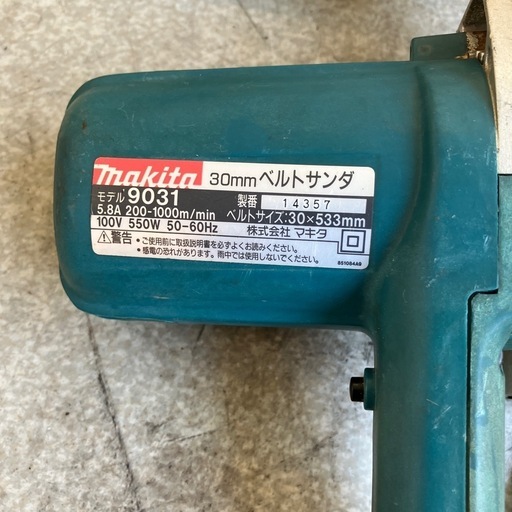 makita 30mmベルトサンダ
モデル 9031 製番 14357
5.8A 200-1000m/min ベルトサイズ:30×533mm
100V 550W 50-60Hz 株式会社 マキタ
⚠警告 ・ご使用前に取扱説明書を必ずよくお読みください。
・感電の恐れがあります。雨中では使用しないでください。
851084A8